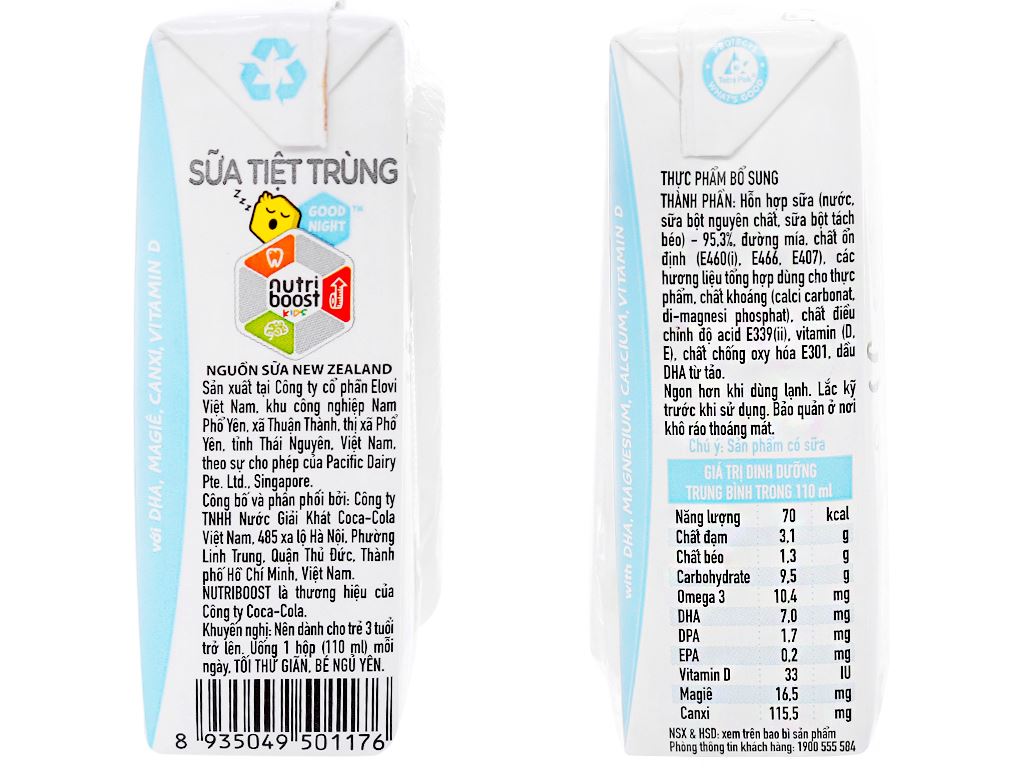 với DHA, MAGIÊ, CANXI, VITAMIN D
SỮA TIỆT TRÙNG
zzz
GOOD NIGHT™
nutri
boost
KIDS
NGUỒN SỮA NEW ZEALAND
Sản xuất tại Công ty cổ phần Elovi
Việt Nam, khu công nghiệp Nam
Phổ Yên, xã Thuận Thành, thị xã Phổ
Yên, tỉnh Thái Nguyên, Việt Nam,
theo sự cho phép của Pacific Dairy
Pte. Ltd., Singapore.
Công bố và phân phối bởi: Công ty
TNHH Nước Giải Khát Coca-Cola
Việt Nam, 485 xa lộ Hà Nội, Phường
Linh Trung, Quận Thủ Đức, Thành
phố Hồ Chí Minh, Việt Nam.
NUTRIBOOST là thương hiệu của
Công ty Coca-Cola.
Khuyến nghị: Nên dành cho trẻ 3 tuổi
trở lên. Uống 1 hộp (110 ml) mỗi
ngày. TỐI THƯ GIÃN, BÉ NGỦ YÊN.
8 935049 501176
PROTECTS
Tetra Pak®
WHAT'S GOOD
with DHA, MAGNESIUM, CALCIUM, VITAMIN D
THỰC PHẨM BỔ SUNG
THÀNH PHẦN: Hỗn hợp sữa (nước,
sữa bột nguyên chất, sữa bột tách
béo) - 95,3%, đường mía, chất ổn
định (E460(i), E466, E407), các
hương liệu tổng hợp dùng cho thực
phẩm, chất khoáng (calci carbonat,
di-magnesi phosphat), chất điều
chỉnh độ acid E339(ii), vitamin (D,
E), chất chống oxy hóa E301, dầu
DHA từ tảo.
Ngon hơn khi dùng lạnh. Lắc kỹ
trước khi sử dụng. Bảo quản ở nơi
khô ráo thoáng mát.
Chú ý: Sản phẩm có sữa
GIÁ TRỊ DINH DƯỠNG
TRUNG BÌNH TRONG 110 ml
Năng lượng 70 kcal
Chất đạm 3,1 g
Chất béo 1,3 g
Carbohydrate 9,5 g
Omega 3 10,4 mg
DHA 7,0 mg
DPA 1,7 mg
EPA 0,2 mg
Vitamin D 33 IU
Magiê 16,5 mg
Canxi 115,5 mg
NSX & HSD: xem trên bao bì sản phẩm
Phòng thông tin khách hàng: 1900 555 584